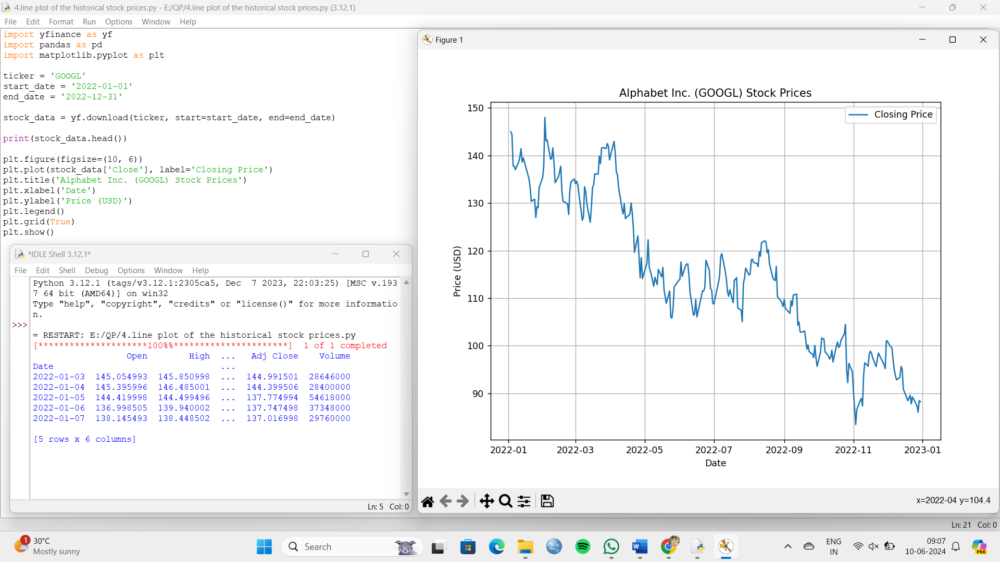 4.line plot of the historical stock prices.py - E:/QP/4.line plot of the historical stock prices.py (3.12.1)
File Edit Format Run Options Window Help
import yfinance as yf
import pandas as pd
import matplotlib.pyplot as plt
ticker = 'GOOGL'
start_date = '2022-01-01'
end_date = '2022-12-31'
stock_data = yf.download(ticker, start=start_date, end=end_date)
print(stock_data.head())
plt.figure(figsize=(10, 6))
plt.plot(stock_data['Close'], label='Closing Price')
plt.title('Alphabet Inc. (GOOGL) Stock Prices')
plt.xlabel('Date')
plt.ylabel('Price (USD)')
plt.legend()
plt.grid(True)
plt.show()
*IDLE Shell 3.12.1*
File Edit Shell Debug Options Window Help
Python 3.12.1 (tags/v3.12.1:2305ca5, Dec  7 2023, 22:03:25) [MSC v.193
7 64 bit (AMD64)] on win32
Type "help", "copyright", "credits" or "license()" for more informatio
n.
>>>
= RESTART: E:/QP/4.line plot of the historical stock prices.py
[*********************100%%**********************]  1 of 1 completed
Open High ... Adj Close Volume
Date ...
2022-01-03 145.054993 145.850998 ... 144.991501 28646000
2022-01-04 145.395996 146.485001 ... 144.399506 28400000
2022-01-05 144.419998 144.499496 ... 137.774994 54618000
2022-01-06 136.998505 139.940002 ... 137.747498 37348000
2022-01-07 138.145493 138.448502 ... 137.016998 29760000
[5 rows x 6 columns]
Ln: 5 Col: 0
Figure 1
Alphabet Inc. (GOOGL) Stock Prices
Closing Price
150
140
130
120
110
100
90
Price (USD)
2022-01 2022-03 2022-05 2022-07 2022-09 2022-11 2023-01
Date
x=2022-04 y=104.4
Ln: 21 Col: 0
1
30°C
Mostly sunny
Search
Σα
W
ENG
IN
09:07
10-06-2024
PRE